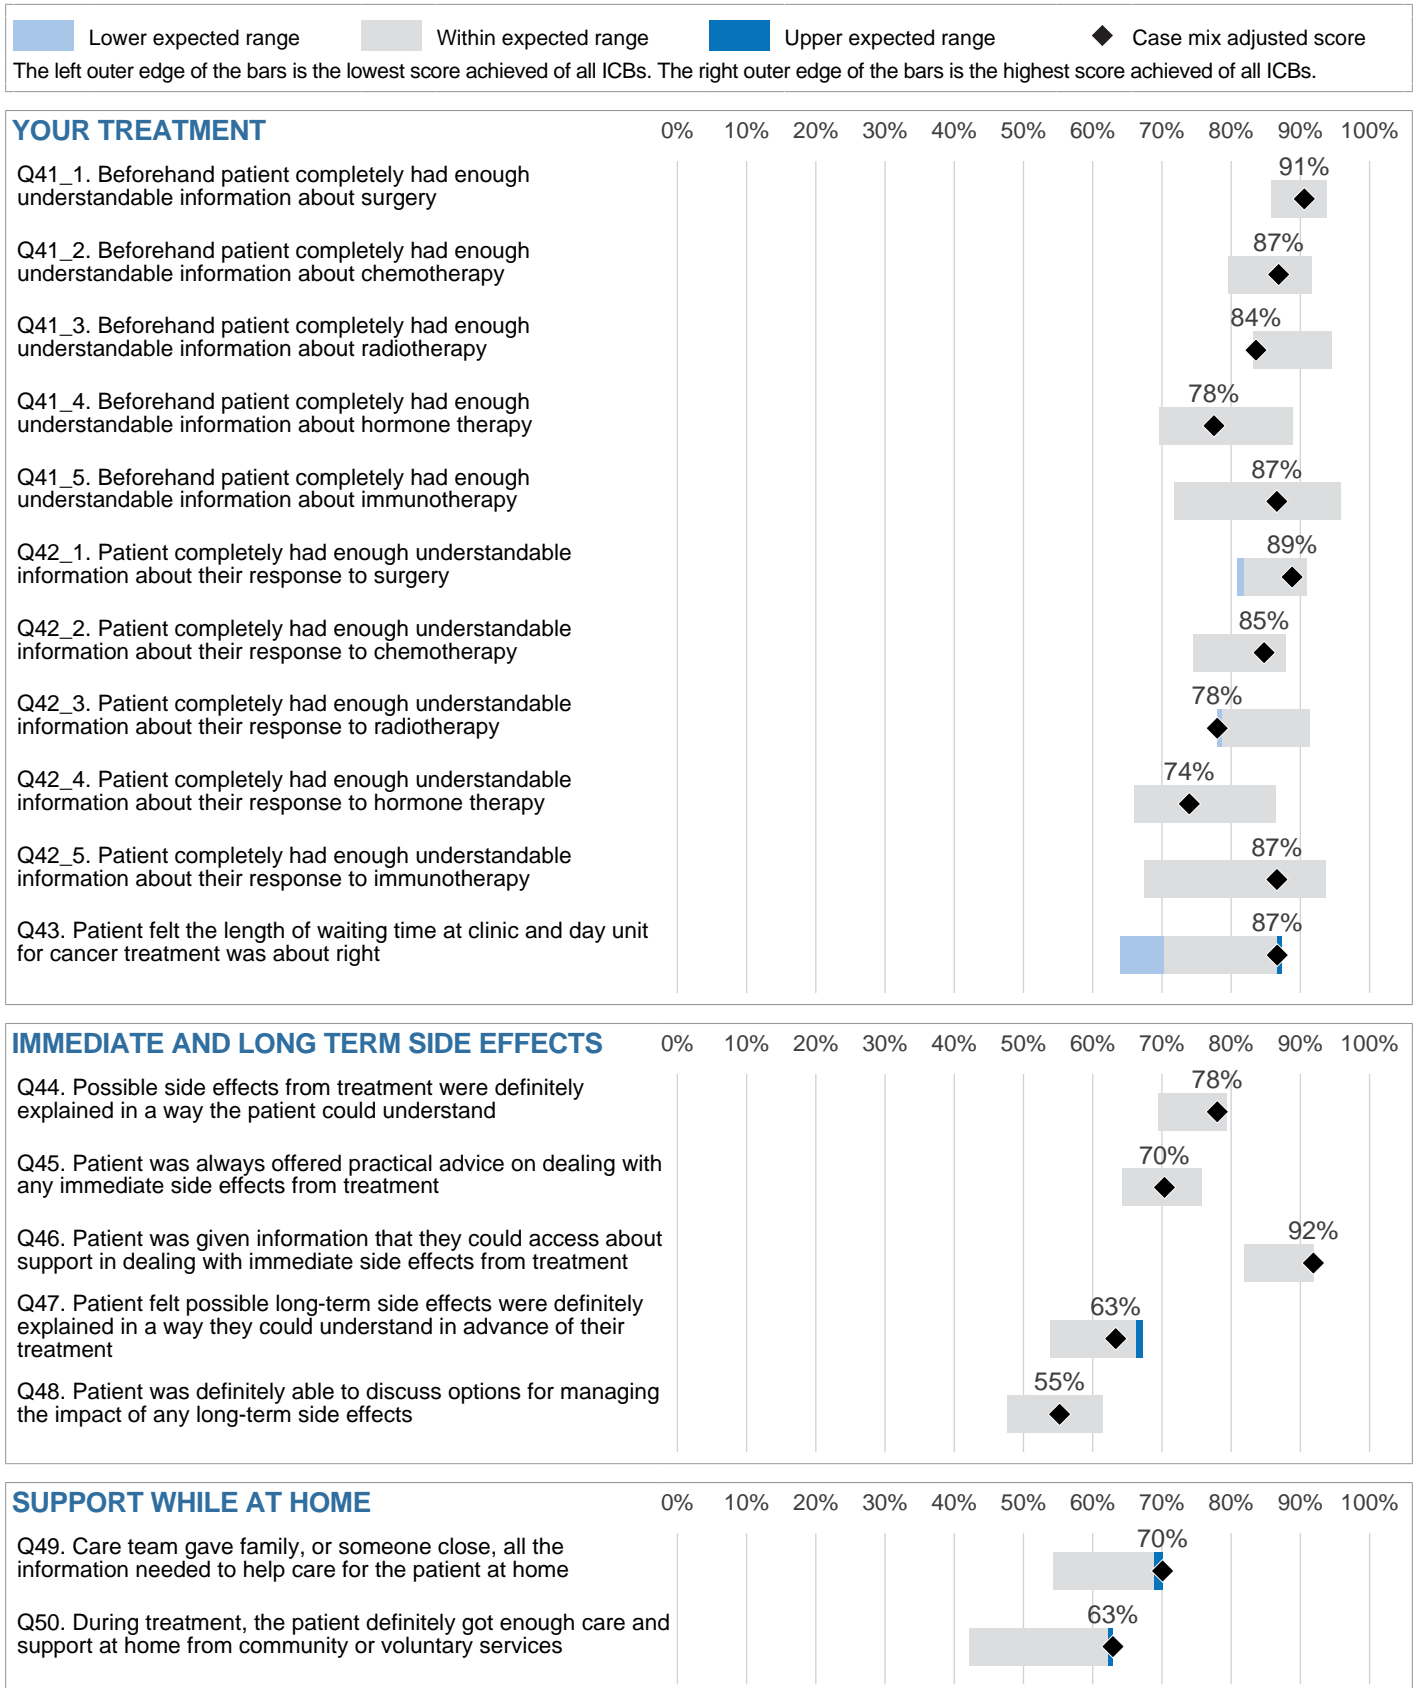 Lower expected range Within expected range Upper expected range Case mix adjusted score
The left outer edge of the bars is the lowest score achieved of all ICBs. The right outer edge of the bars is the highest score achieved of all ICBs.
YOUR TREATMENT 0% 10% 20% 30% 40% 50% 60% 70% 80% 90% 100%
Q41_1. Beforehand patient completely had enough
understandable information about surgery
91%
Q41_2. Beforehand patient completely had enough
understandable information about chemotherapy
87%
Q41_3. Beforehand patient completely had enough
understandable information about radiotherapy
84%
Q41_4. Beforehand patient completely had enough
understandable information about hormone therapy
78%
Q41_5. Beforehand patient completely had enough
understandable information about immunotherapy
87%
Q42_1. Patient completely had enough understandable
information about their response to surgery
89%
Q42_2. Patient completely had enough understandable
information about their response to chemotherapy
85%
Q42_3. Patient completely had enough understandable
information about their response to radiotherapy
78%
Q42_4. Patient completely had enough understandable
information about their response to hormone therapy
74%
Q42_5. Patient completely had enough understandable
information about their response to immunotherapy
87%
Q43. Patient felt the length of waiting time at clinic and day unit
for cancer treatment was about right
87%
IMMEDIATE AND LONG TERM SIDE EFFECTS 0% 10% 20% 30% 40% 50% 60% 70% 80% 90% 100%
Q44. Possible side effects from treatment were definitely
explained in a way the patient could understand
78%
Q45. Patient was always offered practical advice on dealing with
any immediate side effects from treatment
70%
Q46. Patient was given information that they could access about
support in dealing with immediate side effects from treatment
92%
Q47. Patient felt possible long-term side effects were definitely
explained in a way they could understand in advance of their
treatment
63%
Q48. Patient was definitely able to discuss options for managing
the impact of any long-term side effects
55%
SUPPORT WHILE AT HOME 0% 10% 20% 30% 40% 50% 60% 70% 80% 90% 100%
Q49. Care team gave family, or someone close, all the
information needed to help care for the patient at home
70%
Q50. During treatment, the patient definitely got enough care and
support at home from community or voluntary services
63%